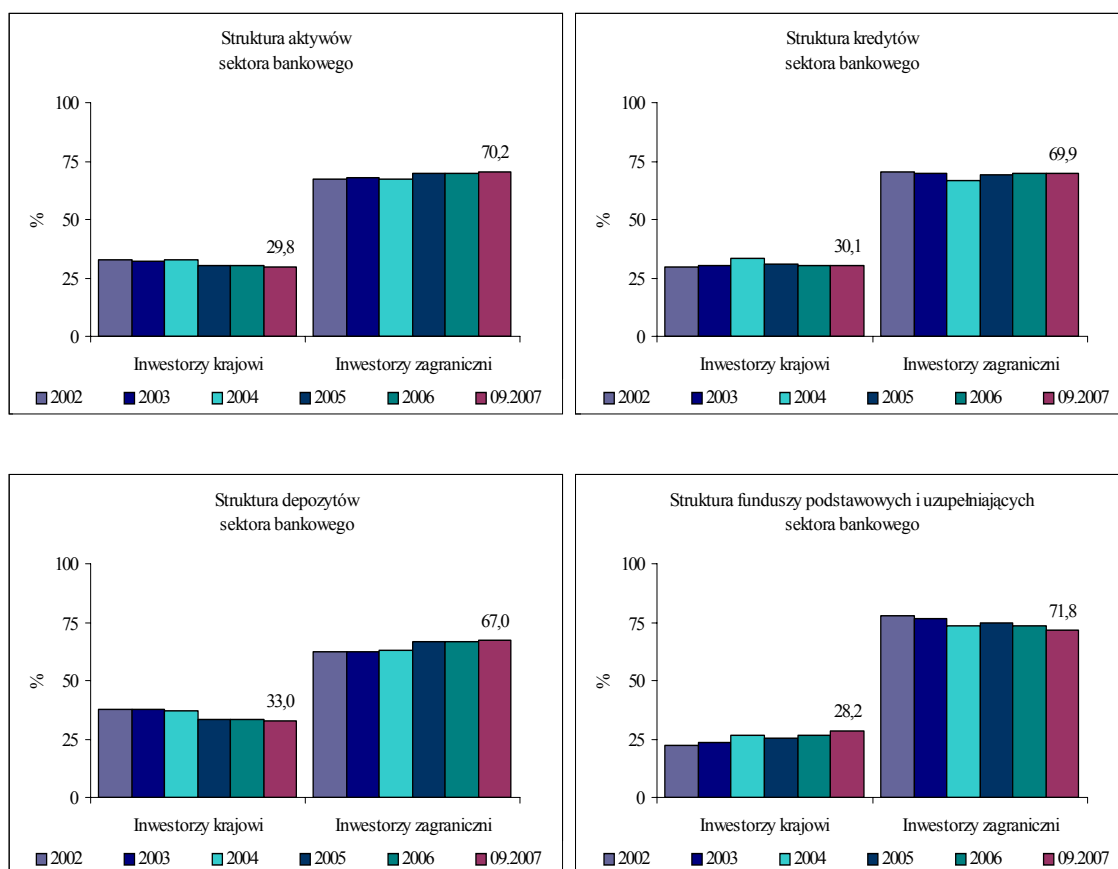 Struktura aktywów
sektora bankowego
100
75
50
25
0
%
29,8
70,2
Inwestorzy krajowi
Inwestorzy zagraniczni
2002 2003 2004 2005 2006 09.2007
Struktura kredytów
sektora bankowego
100
75
50
25
0
%
30,1
69,9
Inwestorzy krajowi
Inwestorzy zagraniczni
2002 2003 2004 2005 2006 09.2007
Struktura depozytów
sektora bankowego
100
75
50
25
0
%
33,0
67,0
Inwestorzy krajowi
Inwestorzy zagraniczni
2002 2003 2004 2005 2006 09.2007
Struktura funduszy podstawowych i uzupełniających
sektora bankowego
100
75
50
25
0
%
28,2
71,8
Inwestorzy krajowi
Inwestorzy zagraniczni
2002 2003 2004 2005 2006 09.2007